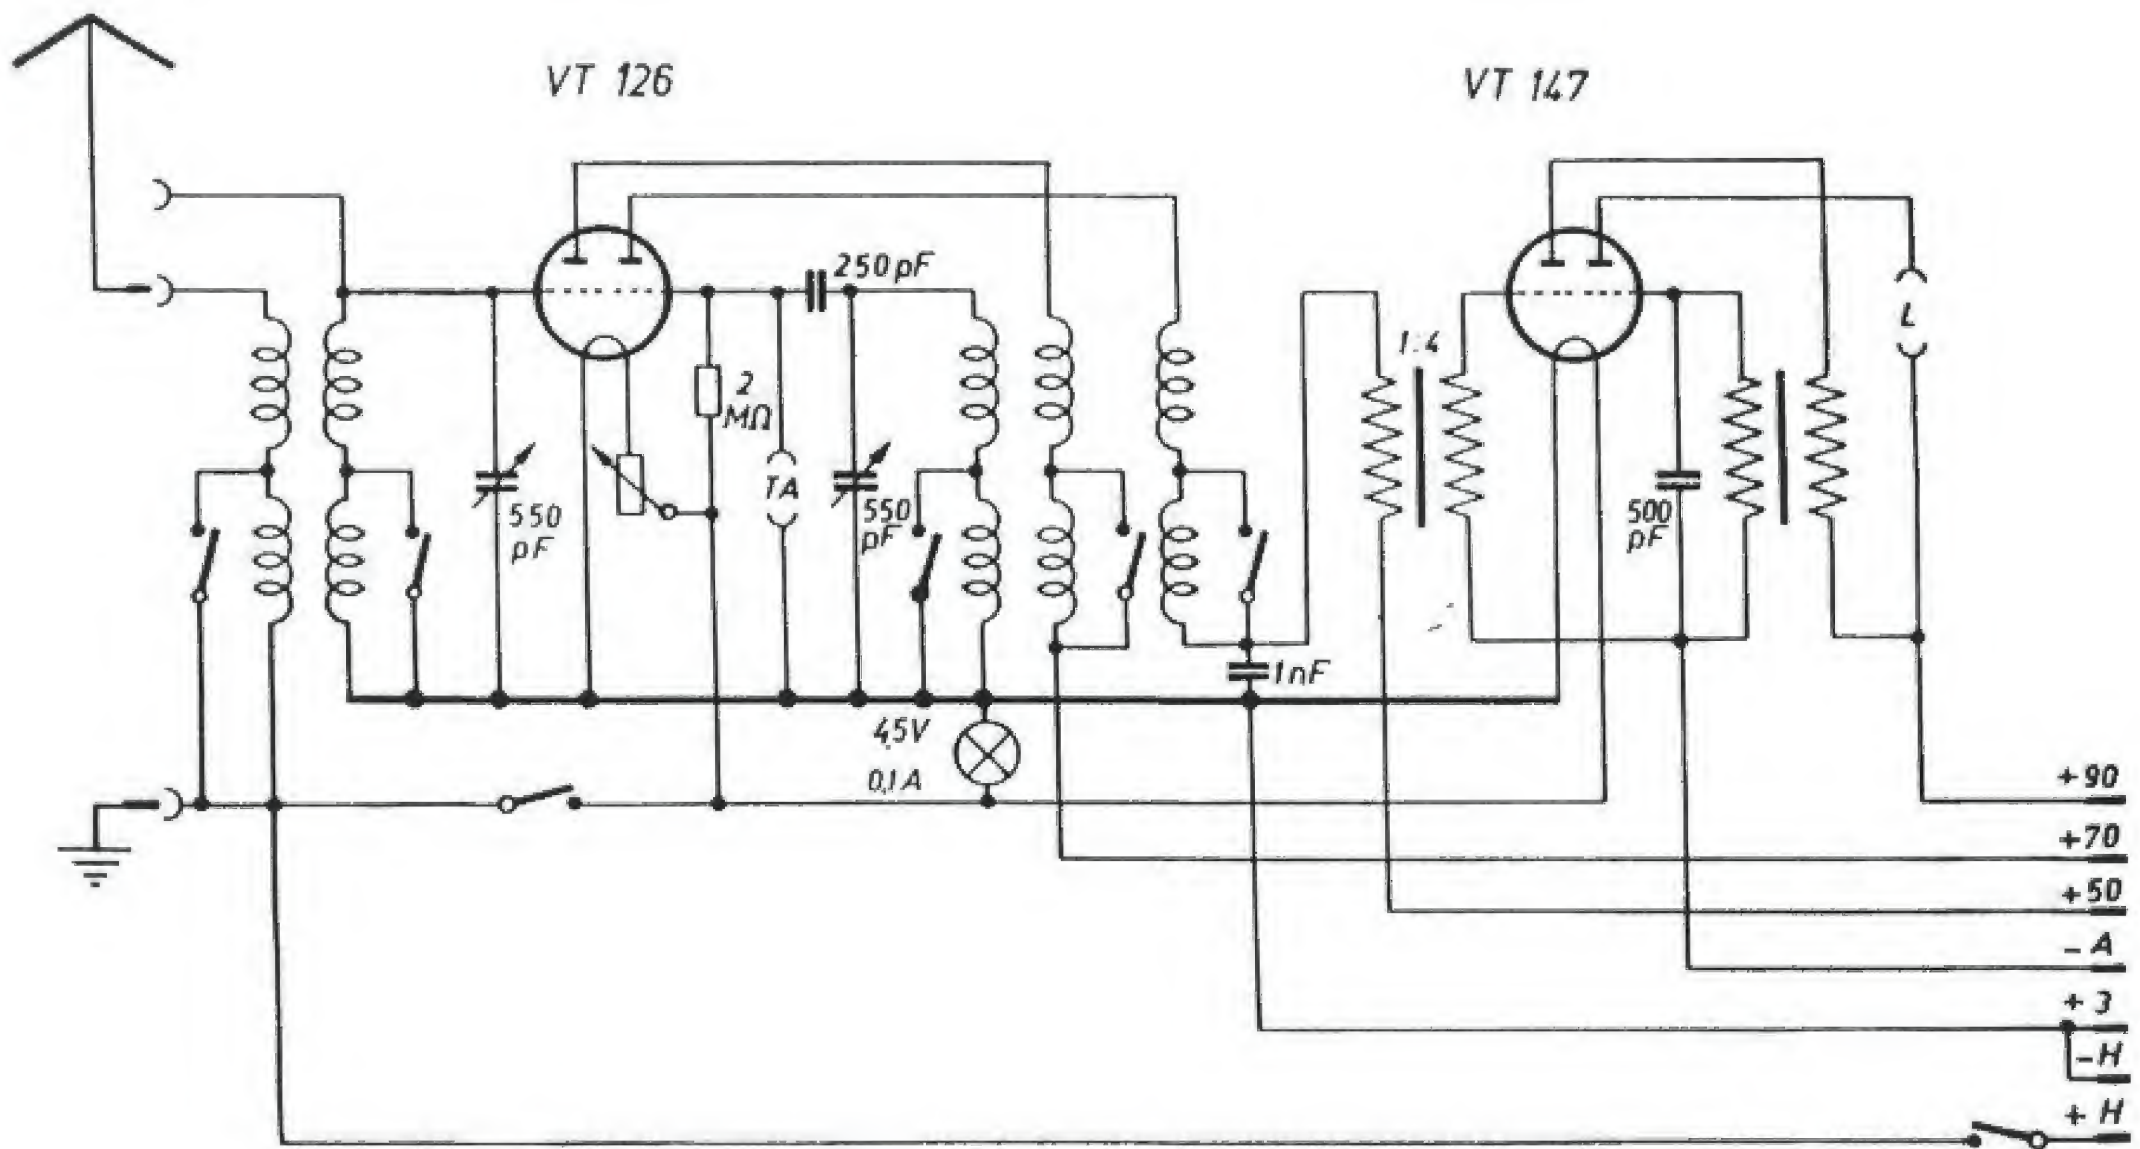 VT 126
VT 147
250 pF
1:4
2
MΩ
TA
L
550
pF
550
pF
500
pF
1nF
4,5V
0,1A
+90
+70
+50
-A
+3
-H
+H